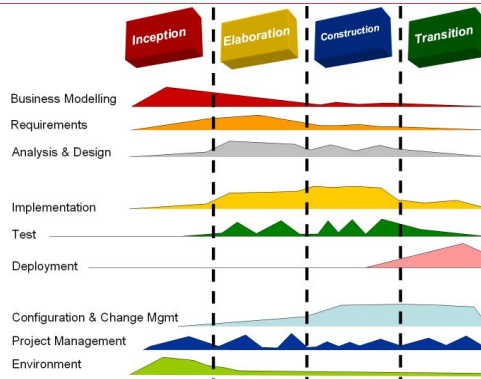 Inception
Elaboration
Construction
Transition
Business Modelling
Requirements
Analysis & Design
Implementation
Test
Deployment
Configuration & Change Mgmt
Project Management
Environment